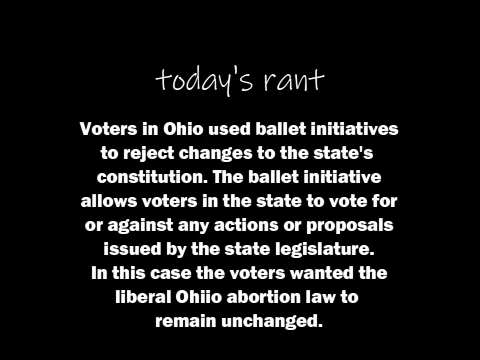 today's rant
Voters in Ohio used ballet initiatives
to reject changes to the state's
constitution. The ballet initiative
allows voters in the state to vote for
or against any actions or proposals
issued by the state legislature.
In this case the voters wanted the
liberal Ohiio abortion law to
remain unchanged.